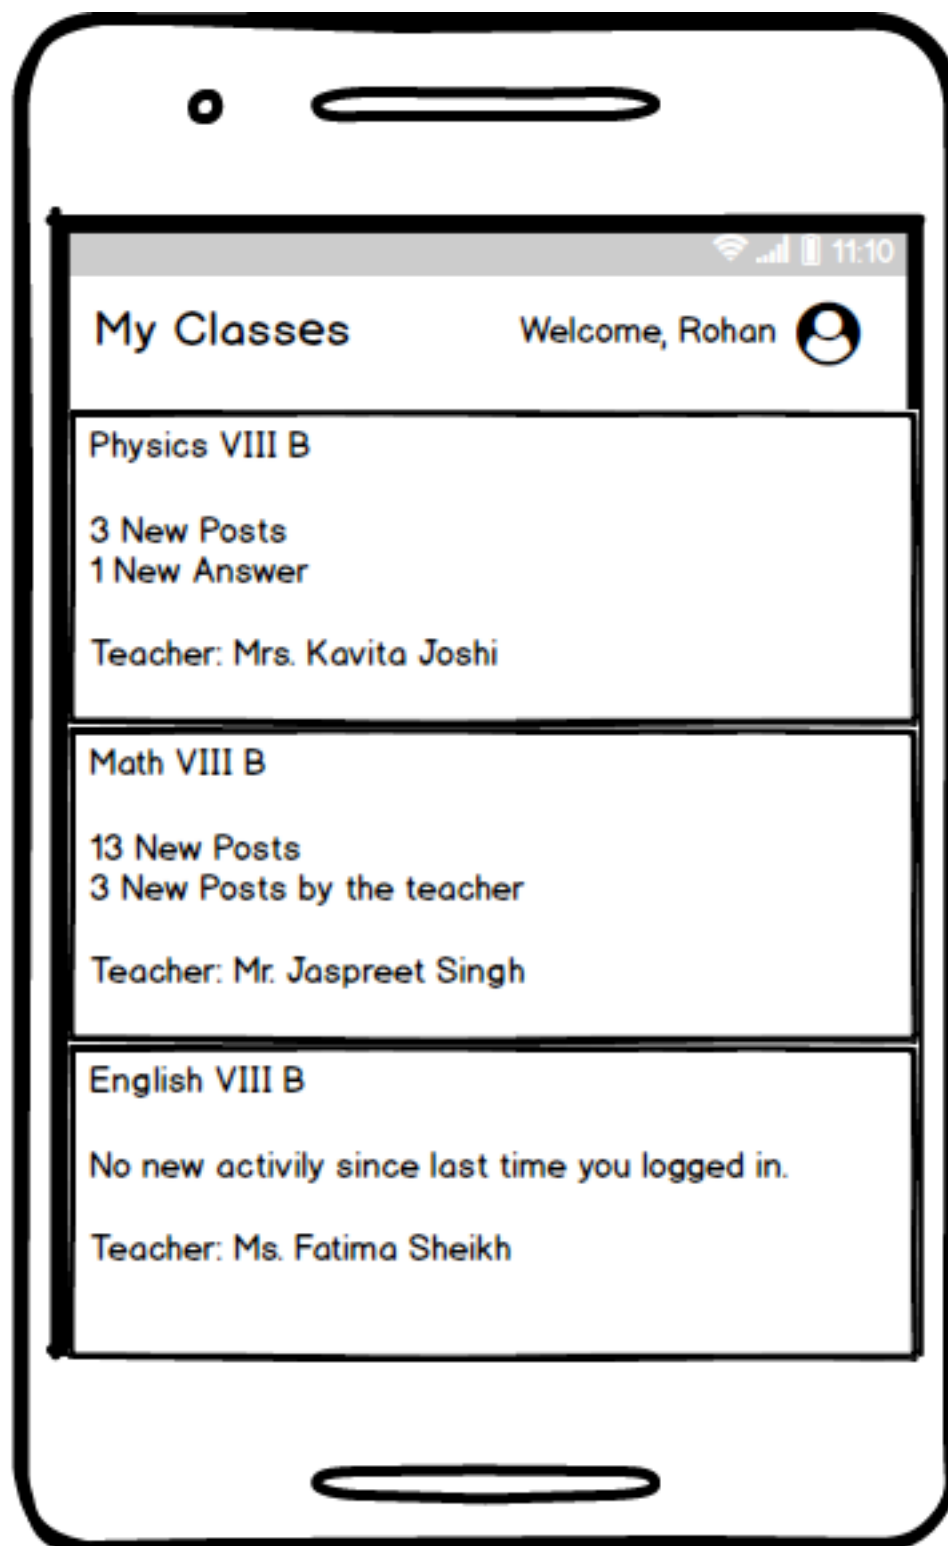 11:10
My Classes
Welcome, Rohan
Physics VIII B
3 New Posts
1 New Answer
Teacher: Mrs. Kavita Joshi
Math VIII B
13 New Posts
3 New Posts by the teacher
Teacher: Mr. Jaspreet Singh
English VIII B
No new activily since last time you logged in.
Teacher: Ms. Fatima Sheikh